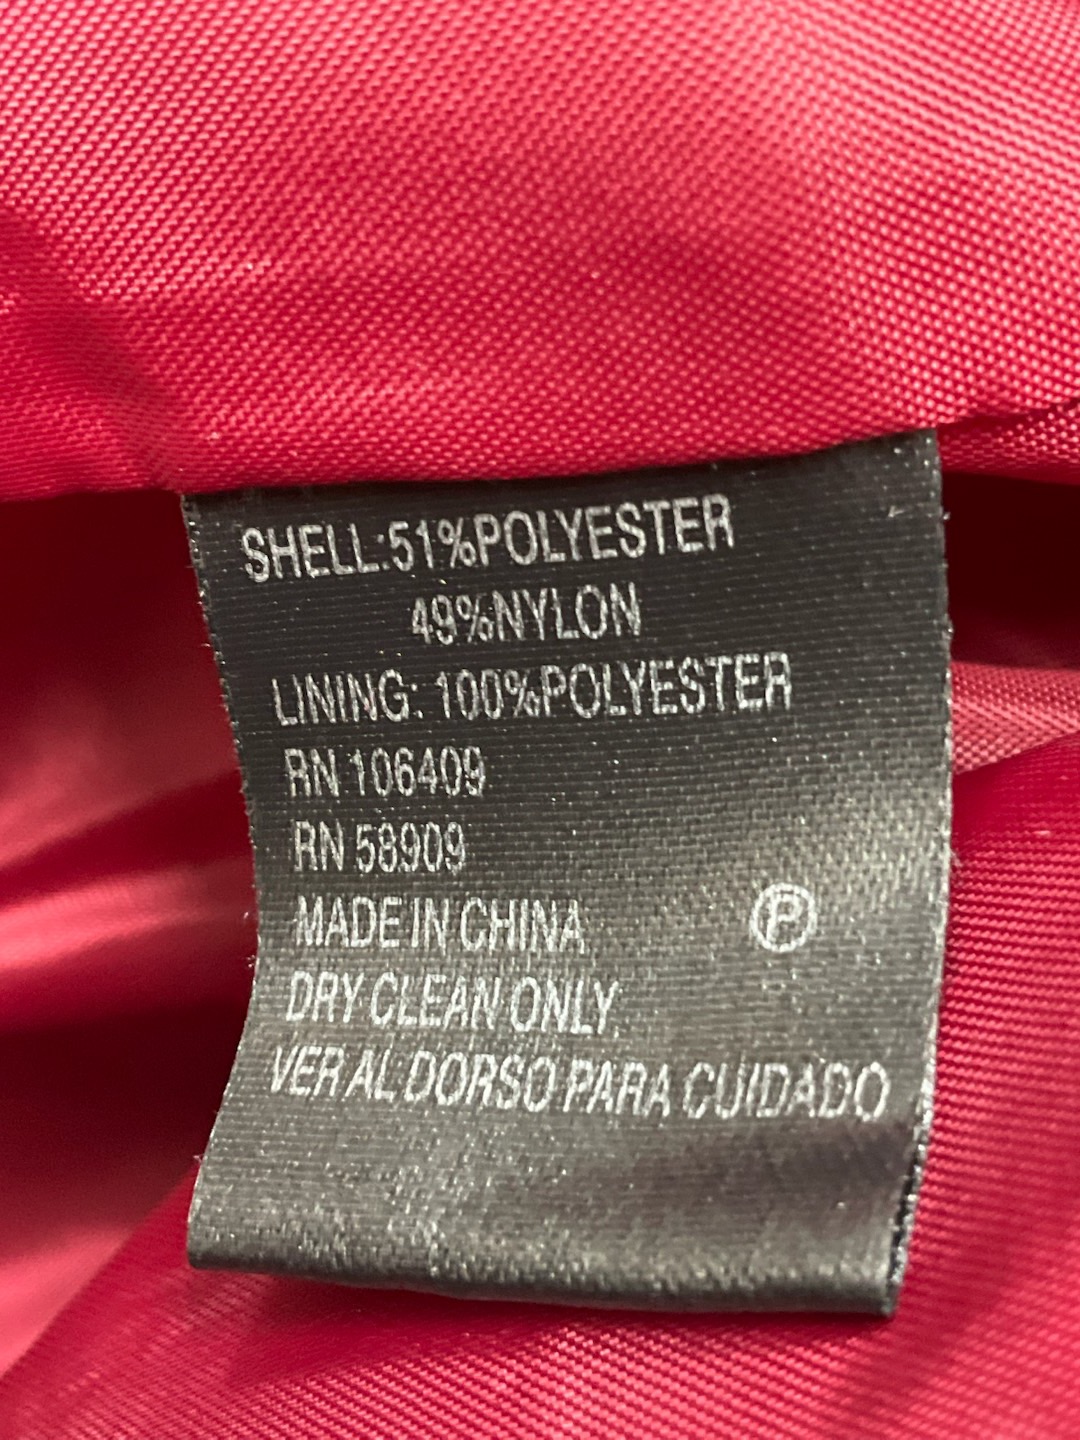 SHELL:51%POLYESTER
49%NYLON
LINING: 100%POLYESTER
RN 106409
RN 58909
MADE IN CHINA
P
DRY CLEAN ONLY
VER AL DORSO PARA CUIDADO